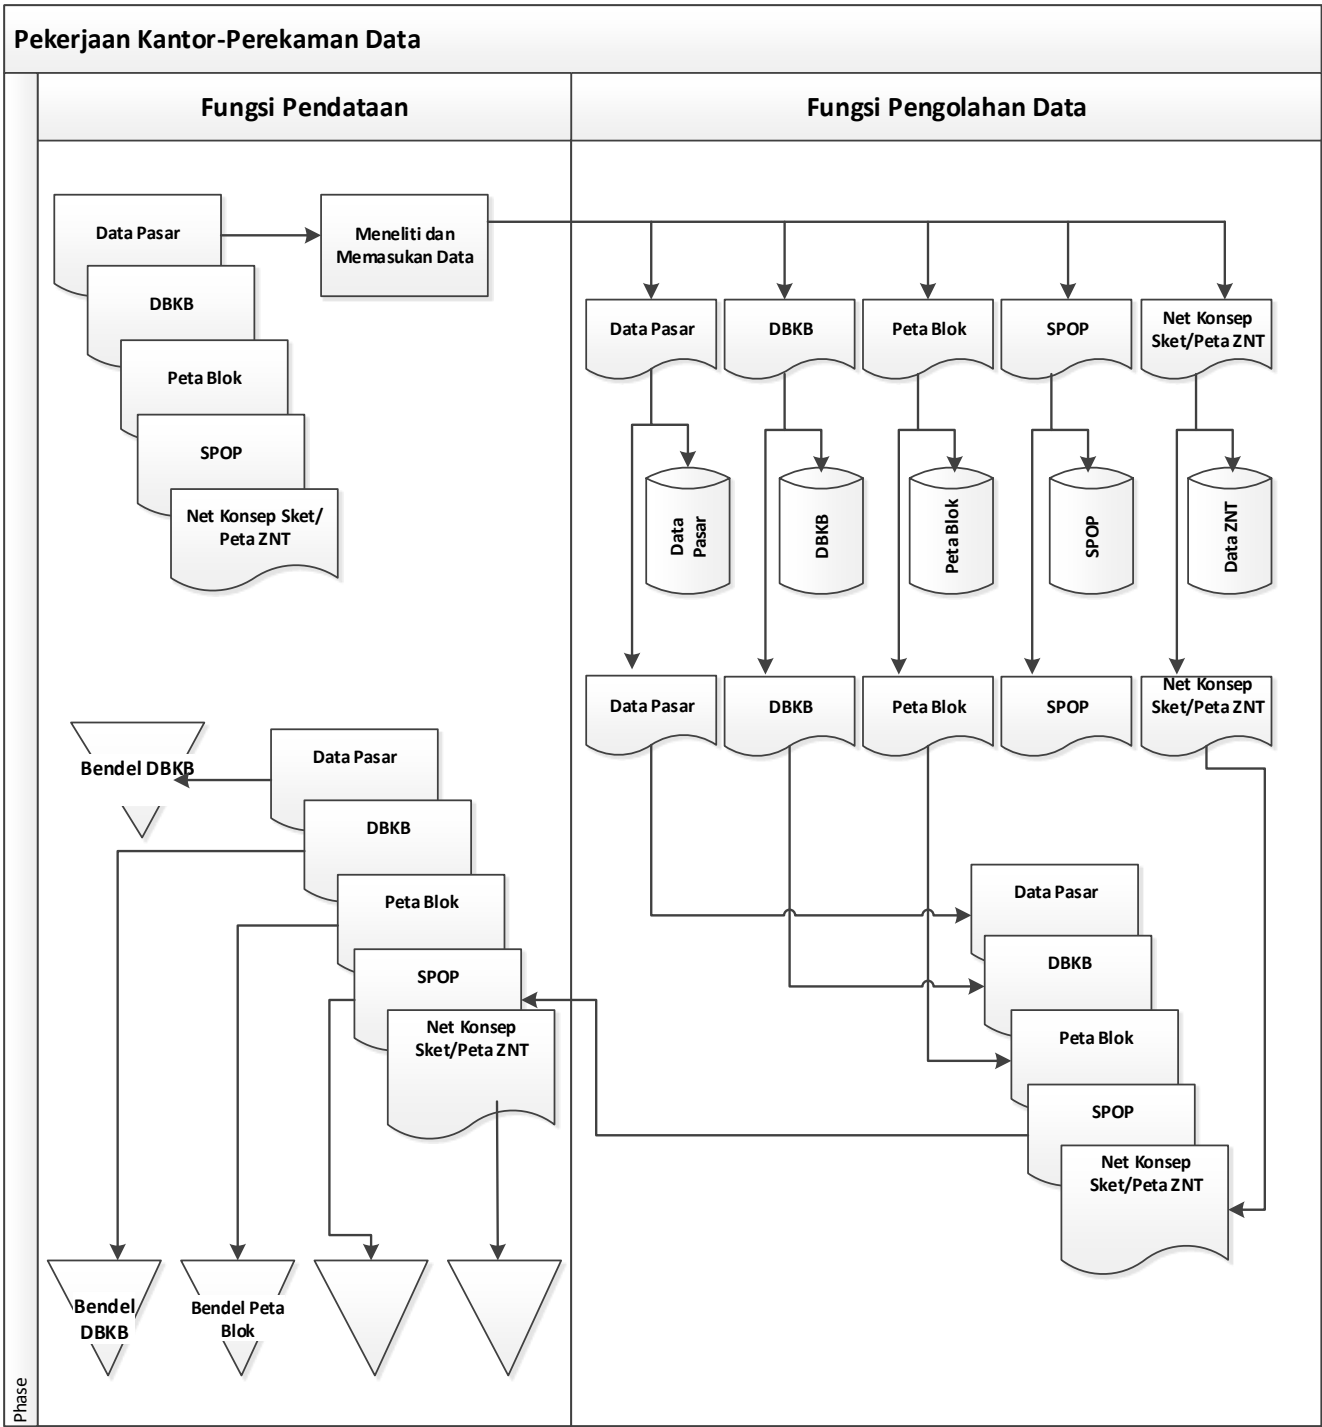 Pekerjaan Kantor-Perekaman Data
Fungsi Pendataan
Fungsi Pengolahan Data
Data Pasar
DBKB
Peta Blok
SPOP
Net Konsep Sket/
Peta ZNT
Meneliti dan
Memasukan Data
Data Pasar
DBKB
Peta Blok
SPOP
Net Konsep
Sket/Peta ZNT
Data
Pasar
DBKB
Peta Blok
SPOP
Data ZNT
Data Pasar
DBKB
Peta Blok
SPOP
Net Konsep
Sket/Peta ZNT
Bendel DBKB
Data Pasar
DBKB
Peta Blok
SPOP
Net Konsep
Sket/Peta ZNT
Data Pasar
DBKB
Peta Blok
SPOP
Net Konsep
Sket/Peta ZNT
Bendel
DBKB
Bendel Peta
Blok
Phase